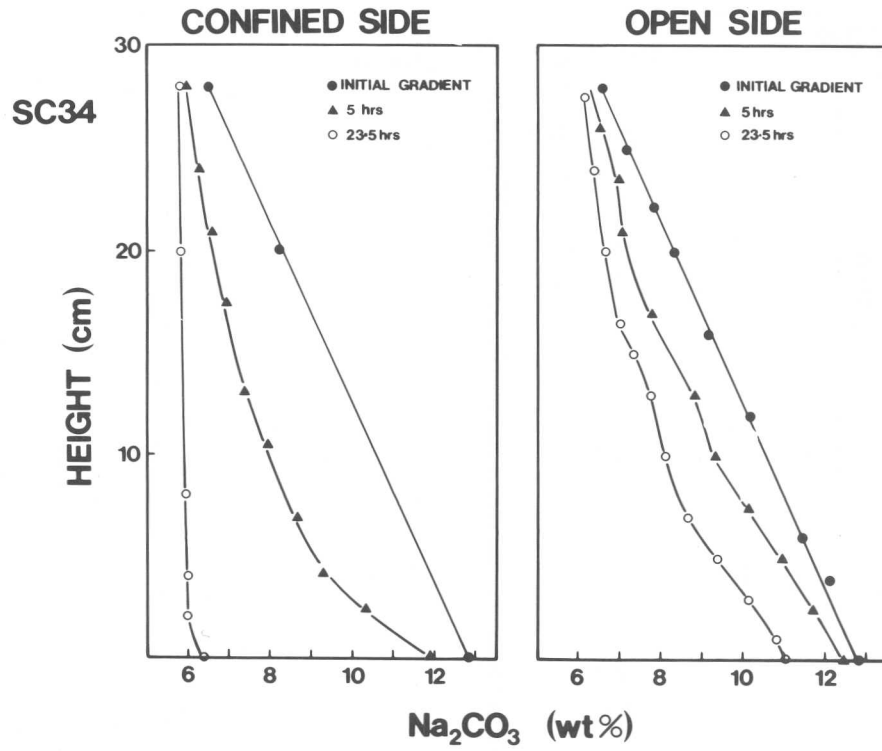 CONFINED SIDE
OPEN SIDE
SC34
30
20
10
HEIGHT (cm)
● INITIAL GRADIENT
▲ 5 hrs
○ 23·5 hrs
● INITIAL GRADIENT
▲ 5 hrs
○ 23·5 hrs
6 8 10 12
6 8 10 12
Na₂CO₃ (wt%)